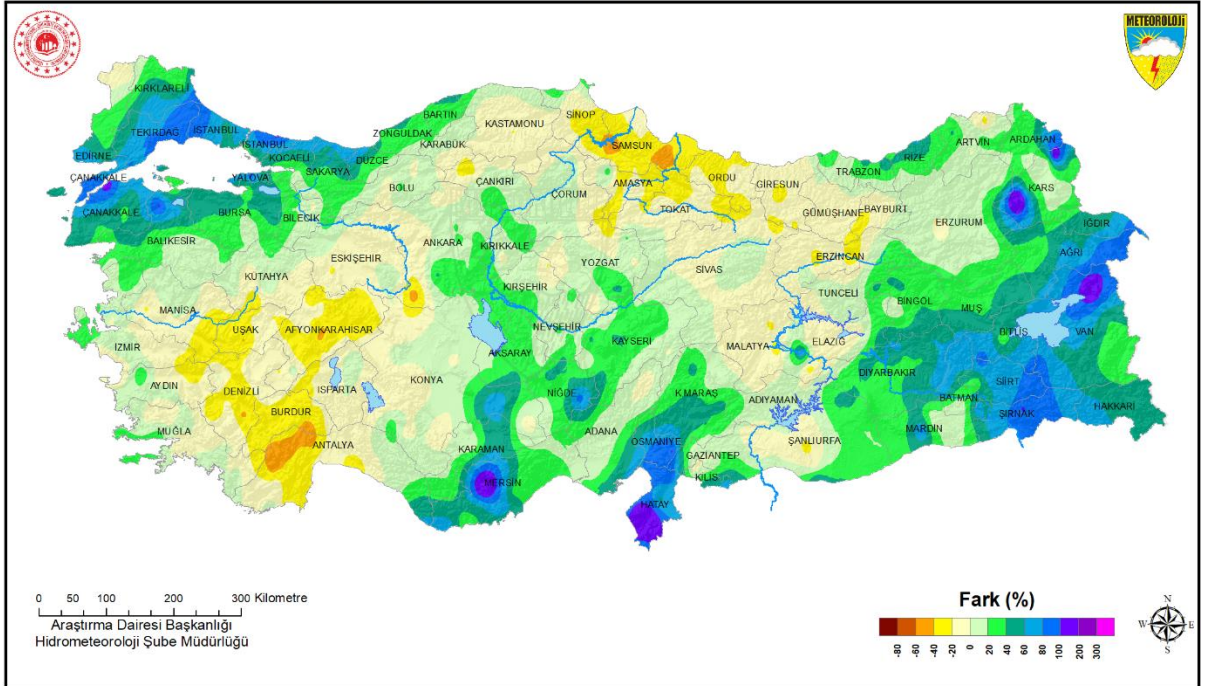 METEOROLOJİ
KIRKLARELİ
TEKİRDAĞ
İSTANBUL
EDİRNE
İSTANBUL
KOCAELİ
ÇANAKKALE
YALOVA
SAKARYA
DÜZCE
ZONGULDAK
BARTIN
KARABÜK
KASTAMONU
SİNOP
SAMSUN
ÇANAKKALE
BURSA
BİLECİK
BOLU
ÇANKIRI
ÇORUM
AMASYA
TOKAT
ORDU
GİRESUN
TRABZON
RİZE
ARTVİN
ARDAHAN
KARS
GÜMÜŞHANE
BAYBURT
ERZURUM
IĞDIR
AĞRI
BALIKESİR
ESKİŞEHİR
ANKARA
KIRIKKALE
YOZGAT
SİVAS
ERZİNCAN
TUNCELİ
BİNGÖL
MUŞ
BİTLİS
VAN
KUTAHYA
MANİSA
UŞAK
AFYONKARAHİSAR
KIRŞEHİR
NEVŞEHİR
KAYSERİ
MALATYA
ELAZIĞ
DİYARBAKIR
SİİRT
BATMAN
ŞIRNAK
HAKKARİ
İZMİR
AYDIN
DENİZLİ
ISPARTA
KONYA
AKSARAY
NİĞDE
K.MARAŞ
ADIYAMAN
MARDİN
BURDUR
MUĞLA
ANTALYA
KARAMAN
ADANA
OSMANİYE
GAZİANTEP
ŞANLIURFA
MERSİN
KİLİS
HATAY
0 50 100 200 300 Kilometre
Araştırma Dairesi Başkanlığı
Hidrometeoroloji Şube Müdürlüğü
Fark (%)
-80 -60 -40 -20 0 20 40 60 80 100 200 300
N
W E
S